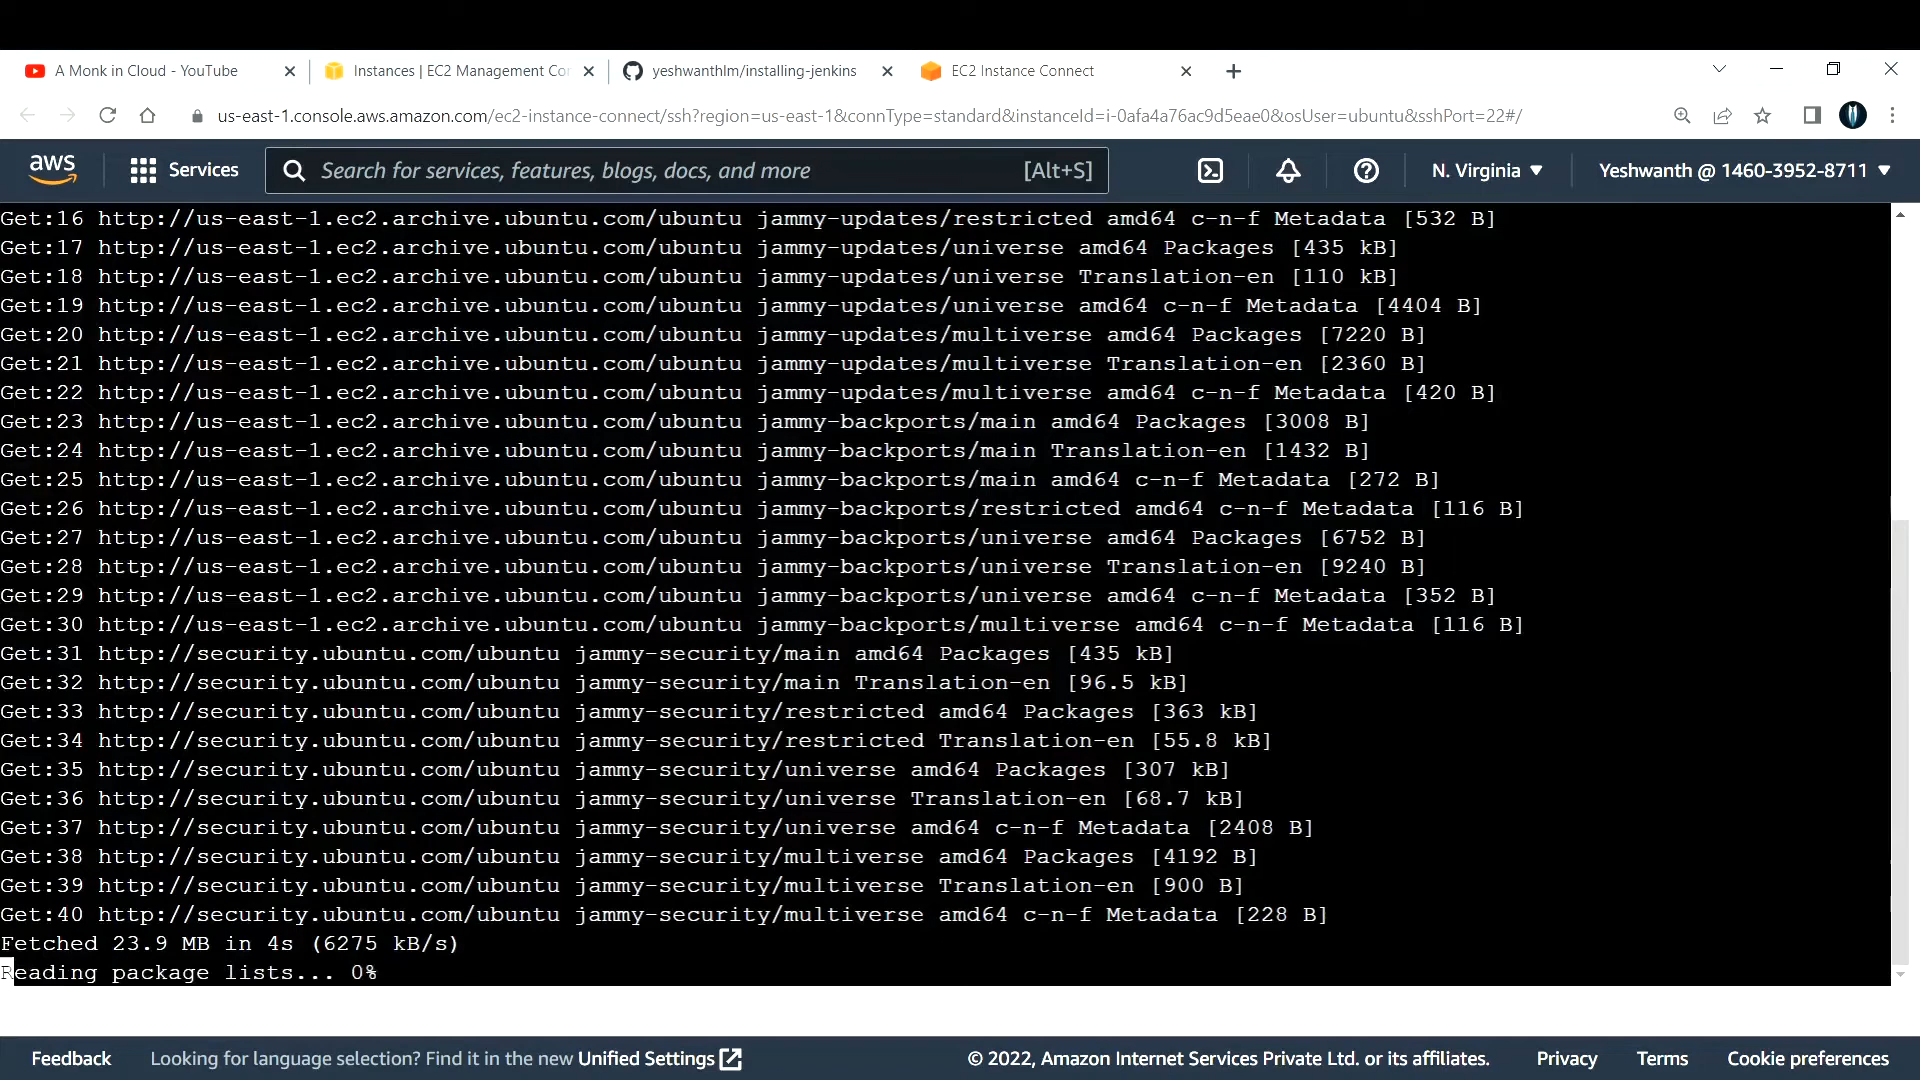 A Monk in Cloud - YouTube
Instances | EC2 Management Co
yeshwanthlm/installing-jenkins
EC2 Instance Connect
us-east-1.console.aws.amazon.com/ec2-instance-connect/ssh?region=us-east-1&connType=standard&instanceId=i-0afa4a76ac9d5eae0&osUser=ubuntu&sshPort=22#/
aws
Services
Search for services, features, blogs, docs, and more
[Alt+S]
N. Virginia
Yeshwanth @ 1460-3952-8711
Get:16 http://us-east-1.ec2.archive.ubuntu.com/ubuntu jammy-updates/restricted amd64 c-n-f Metadata [532 B]
Get:17 http://us-east-1.ec2.archive.ubuntu.com/ubuntu jammy-updates/universe amd64 Packages [435 kB]
Get:18 http://us-east-1.ec2.archive.ubuntu.com/ubuntu jammy-updates/universe Translation-en [110 kB]
Get:19 http://us-east-1.ec2.archive.ubuntu.com/ubuntu jammy-updates/universe amd64 c-n-f Metadata [4404 B]
Get:20 http://us-east-1.ec2.archive.ubuntu.com/ubuntu jammy-updates/multiverse amd64 Packages [7220 B]
Get:21 http://us-east-1.ec2.archive.ubuntu.com/ubuntu jammy-updates/multiverse Translation-en [2360 B]
Get:22 http://us-east-1.ec2.archive.ubuntu.com/ubuntu jammy-updates/multiverse amd64 c-n-f Metadata [420 B]
Get:23 http://us-east-1.ec2.archive.ubuntu.com/ubuntu jammy-backports/main amd64 Packages [3008 B]
Get:24 http://us-east-1.ec2.archive.ubuntu.com/ubuntu jammy-backports/main Translation-en [1432 B]
Get:25 http://us-east-1.ec2.archive.ubuntu.com/ubuntu jammy-backports/main amd64 c-n-f Metadata [272 B]
Get:26 http://us-east-1.ec2.archive.ubuntu.com/ubuntu jammy-backports/restricted amd64 c-n-f Metadata [116 B]
Get:27 http://us-east-1.ec2.archive.ubuntu.com/ubuntu jammy-backports/universe amd64 Packages [6752 B]
Get:28 http://us-east-1.ec2.archive.ubuntu.com/ubuntu jammy-backports/universe Translation-en [9240 B]
Get:29 http://us-east-1.ec2.archive.ubuntu.com/ubuntu jammy-backports/universe amd64 c-n-f Metadata [352 B]
Get:30 http://us-east-1.ec2.archive.ubuntu.com/ubuntu jammy-backports/multiverse amd64 c-n-f Metadata [116 B]
Get:31 http://security.ubuntu.com/ubuntu jammy-security/main amd64 Packages [435 kB]
Get:32 http://security.ubuntu.com/ubuntu jammy-security/main Translation-en [96.5 kB]
Get:33 http://security.ubuntu.com/ubuntu jammy-security/restricted amd64 Packages [363 kB]
Get:34 http://security.ubuntu.com/ubuntu jammy-security/restricted Translation-en [55.8 kB]
Get:35 http://security.ubuntu.com/ubuntu jammy-security/universe amd64 Packages [307 kB]
Get:36 http://security.ubuntu.com/ubuntu jammy-security/universe Translation-en [68.7 kB]
Get:37 http://security.ubuntu.com/ubuntu jammy-security/universe amd64 c-n-f Metadata [2408 B]
Get:38 http://security.ubuntu.com/ubuntu jammy-security/multiverse amd64 Packages [4192 B]
Get:39 http://security.ubuntu.com/ubuntu jammy-security/multiverse Translation-en [900 B]
Get:40 http://security.ubuntu.com/ubuntu jammy-security/multiverse amd64 c-n-f Metadata [228 B]
Fetched 23.9 MB in 4s (6275 kB/s)
Reading package lists... 0%
Feedback
Looking for language selection? Find it in the new Unified Settings
© 2022, Amazon Internet Services Private Ltd. or its affiliates.
Privacy
Terms
Cookie preferences